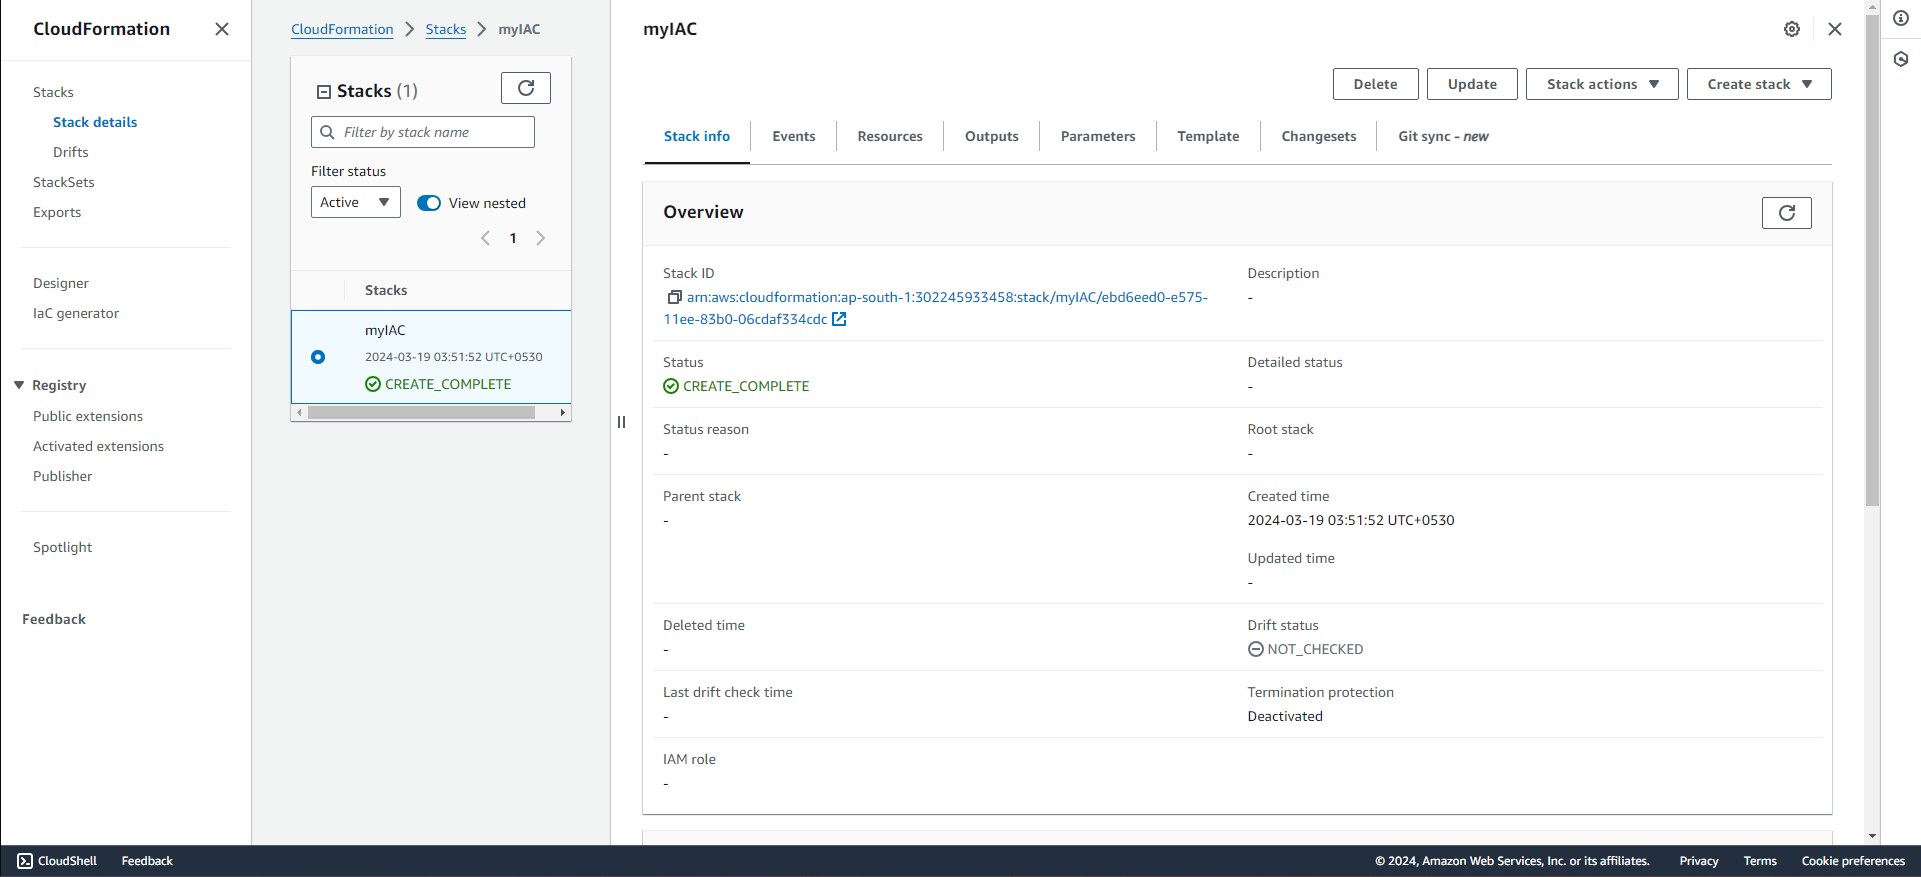 CloudFormation
Stacks
Stack details
Drifts
StackSets
Exports
Designer
IaC generator
Registry
Public extensions
Activated extensions
Publisher
Spotlight
Feedback
CloudFormation > Stacks > myIAC
Stacks (1)
Filter by stack name
Filter status
Active
View nested
1
Stacks
myIAC
2024-03-19 03:51:52 UTC+0530
CREATE_COMPLETE
myIAC
Delete Update Stack actions Create stack
Stack info Events Resources Outputs Parameters Template Changesets Git sync - new
Overview
Stack ID
arn:aws:cloudformation:ap-south-1:302245933458:stack/myIAC/ebd6eed0-e575-
11ee-83b0-06cdaf334cdc
Description
-
Status
CREATE_COMPLETE
Detailed status
-
Status reason
-
Root stack
-
Parent stack
-
Created time
2024-03-19 03:51:52 UTC+0530
Updated time
-
Deleted time
-
Drift status
NOT_CHECKED
Last drift check time
-
Termination protection
Deactivated
IAM role
-
CloudShell Feedback © 2024, Amazon Web Services, Inc. or its affiliates. Privacy Terms Cookie preferences